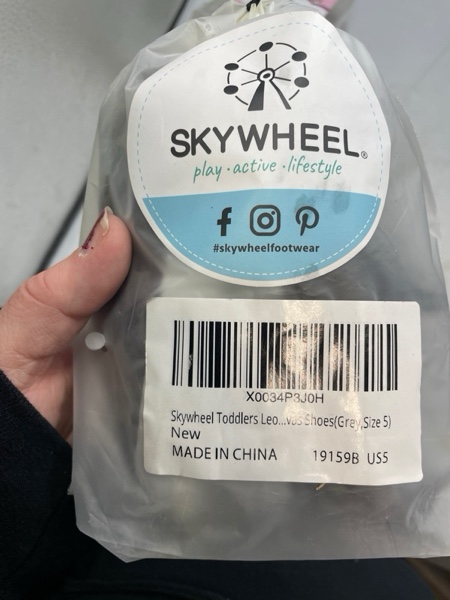 SKYWHEEL®
play · active · lifestyle
#skywheelfootwear
X0034P3J0H
Skywheel Toddlers Leo...vas Shoes(Grey,Size 5)
New
MADE IN CHINA 19159B US5